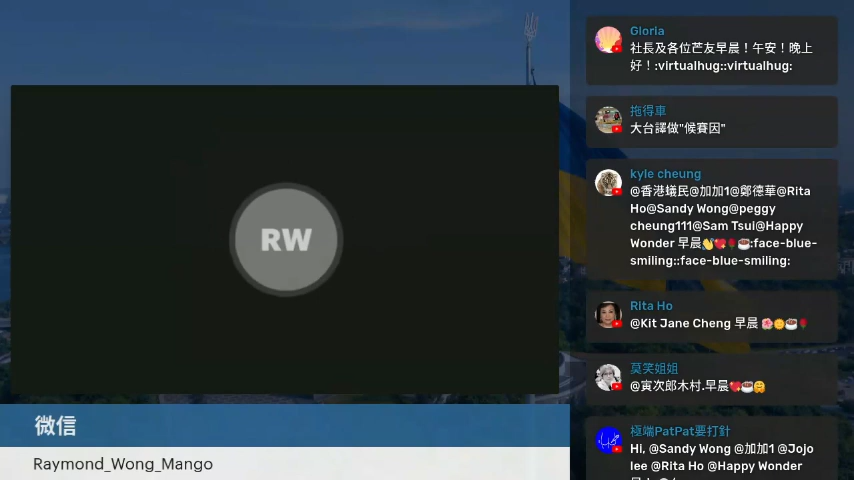 RW
微信
Raymond_Wong_Mango
Gloria
社長及各位芒友早晨！午安！晚上
好！:virtualhug::virtualhug:
拖得車
大台譯做"候賽因"
kyle cheung
@香港蟻民@加加1@鄭德華@Rita
Ho@Sandy Wong@peggy
cheung111@Sam Tsui@Happy
Wonder 早晨👋💖🌹☕:face-blue-
smiling::face-blue-smiling:
Rita Ho
@Kit Jane Cheng 早晨 🌺🌼☕🌹
莫笑姐姐
@寅次郎木村.早晨💖☕🤗
極端PatPat要打針
Hi, @Sandy Wong @加加1 @Jojo
lee @Rita Ho @Happy Wonder